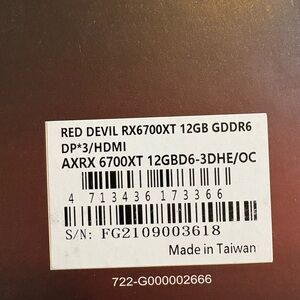 RED DEVIL RX6700XT 12GB GDDR6
DP*3/HDMI
AXRX 6700XT 12GBD6-3DHE/OC
4 713436 173366
S/N: FG2109003618
Made in Taiwan
722-G000002666